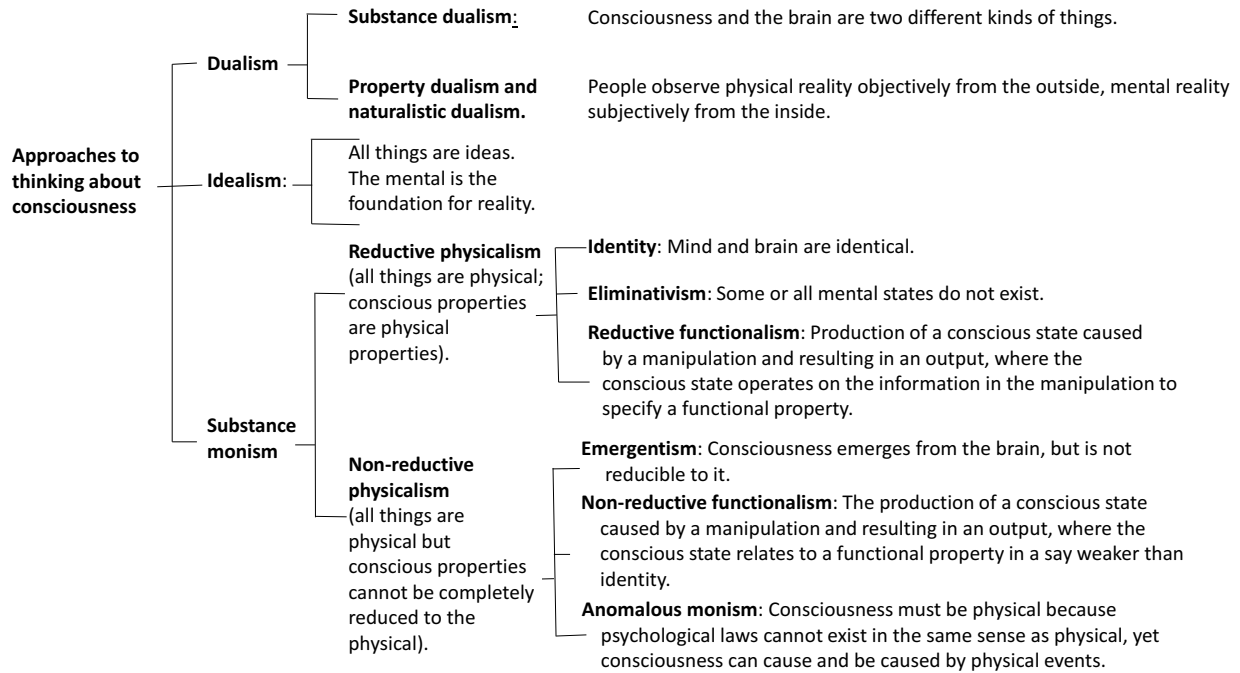 Substance dualism:
Consciousness and the brain are two different kinds of things.
Dualism
Property dualism and
naturalistic dualism.
People observe physical reality objectively from the outside, mental reality
subjectively from the inside.
Approaches to
thinking about
consciousness
Idealism:
All things are ideas.
The mental is the
foundation for reality.
Substance
monism
Reductive physicalism
(all things are physical;
conscious properties
are physical
properties).
Identity: Mind and brain are identical.
Eliminativism: Some or all mental states do not exist.
Reductive functionalism: Production of a conscious state caused
by a manipulation and resulting in an output, where the
conscious state operates on the information in the manipulation to
specify a functional property.
Non-reductive
physicalism
(all things are
physical but
conscious properties
cannot be completely
reduced to the
physical).
Emergentism: Consciousness emerges from the brain, but is not
reducible to it.
Non-reductive functionalism: The production of a conscious state
caused by a manipulation and resulting in an output, where the
conscious state relates to a functional property in a say weaker than
identity.
Anomalous monism: Consciousness must be physical because
psychological laws cannot exist in the same sense as physical, yet
consciousness can cause and be caused by physical events.